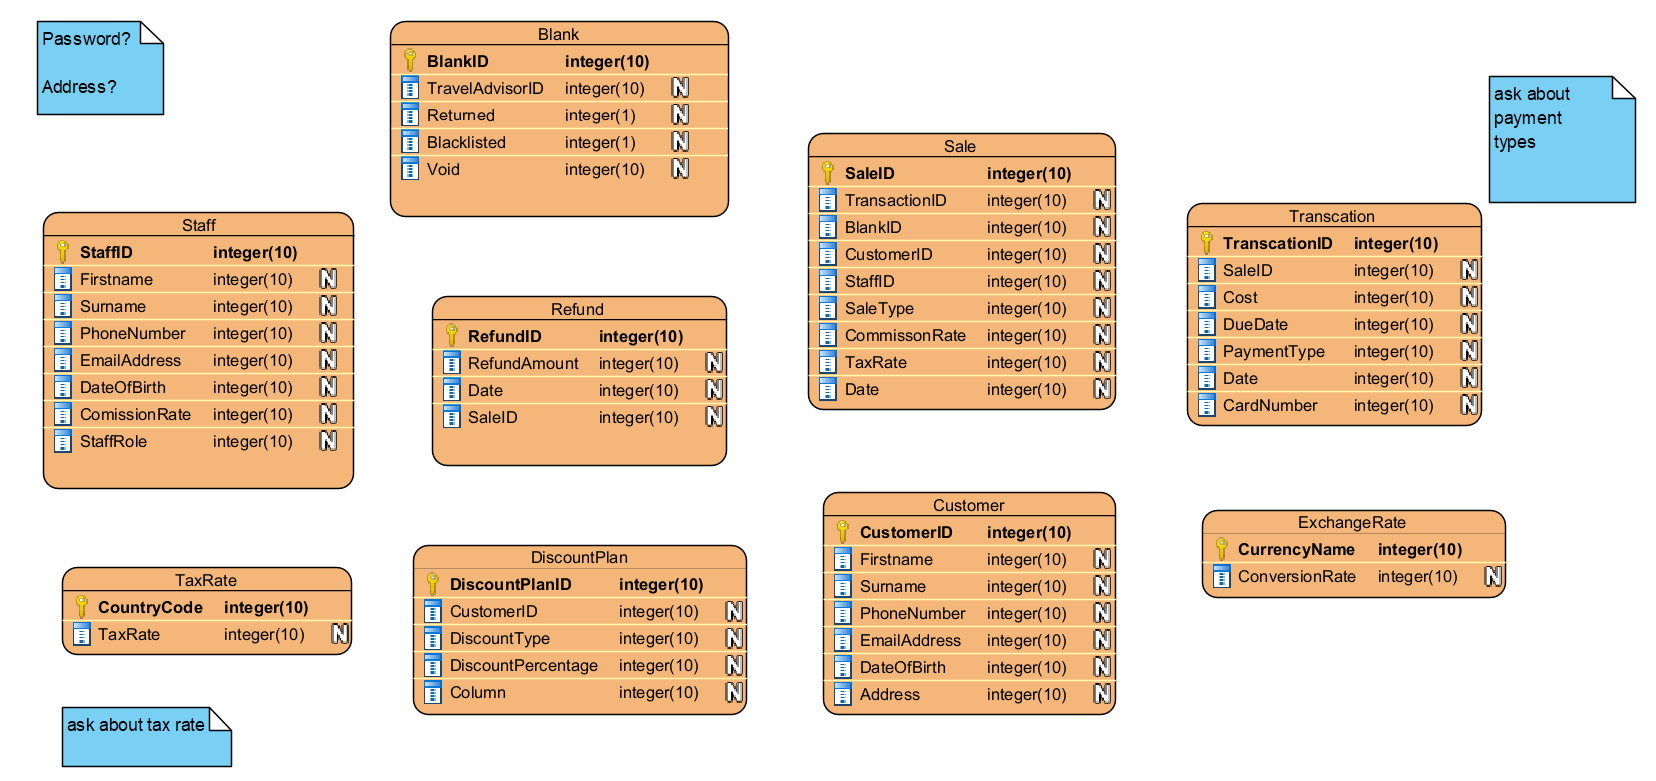 Password?
Address?
Blank
BlankID integer(10)
TravelAdvisorID integer(10) N
Returned integer(1) N
Blacklisted integer(1) N
Void integer(10) N
ask about
payment
types
Sale
SaleID integer(10)
TransactionID integer(10) N
BlankID integer(10) N
CustomerID integer(10) N
StaffID integer(10) N
SaleType integer(10) N
CommissonRate integer(10) N
TaxRate integer(10) N
Date integer(10) N
Staff
StaffID integer(10)
Firstname integer(10) N
Surname integer(10) N
PhoneNumber integer(10) N
EmailAddress integer(10) N
DateOfBirth integer(10) N
ComissionRate integer(10) N
StaffRole integer(10) N
Transcation
TranscationID integer(10)
SaleID integer(10) N
Cost integer(10) N
DueDate integer(10) N
PaymentType integer(10) N
Date integer(10) N
CardNumber integer(10) N
Refund
RefundID integer(10)
RefundAmount integer(10) N
Date integer(10) N
SaleID integer(10) N
Customer
CustomerID integer(10)
Firstname integer(10) N
Surname integer(10) N
PhoneNumber integer(10) N
EmailAddress integer(10) N
DateOfBirth integer(10) N
Address integer(10) N
ExchangeRate
CurrencyName integer(10)
ConversionRate integer(10) N
DiscountPlan
DiscountPlanID integer(10)
CustomerID integer(10) N
DiscountType integer(10) N
DiscountPercentage integer(10) N
Column integer(10) N
TaxRate
CountryCode integer(10)
TaxRate integer(10) N
ask about tax rate